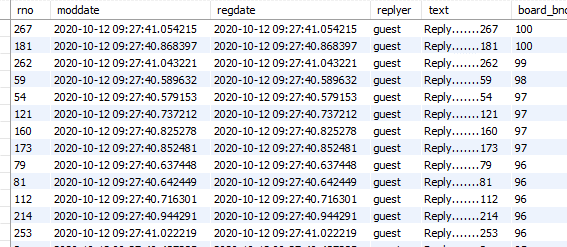 rno moddate regdate replyer text board_bno
267 2020-10-12 09:27:41.054215 2020-10-12 09:27:41.054215 guest Reply.......267 100
181 2020-10-12 09:27:40.868397 2020-10-12 09:27:40.868397 guest Reply.......181 100
262 2020-10-12 09:27:41.043221 2020-10-12 09:27:41.043221 guest Reply.......262 99
59 2020-10-12 09:27:40.589632 2020-10-12 09:27:40.589632 guest Reply.......59 98
54 2020-10-12 09:27:40.579153 2020-10-12 09:27:40.579153 guest Reply.......54 97
121 2020-10-12 09:27:40.737212 2020-10-12 09:27:40.737212 guest Reply.......121 97
160 2020-10-12 09:27:40.825278 2020-10-12 09:27:40.825278 guest Reply.......160 97
173 2020-10-12 09:27:40.852481 2020-10-12 09:27:40.852481 guest Reply.......173 97
79 2020-10-12 09:27:40.637448 2020-10-12 09:27:40.637448 guest Reply.......79 96
81 2020-10-12 09:27:40.642449 2020-10-12 09:27:40.642449 guest Reply.......81 96
112 2020-10-12 09:27:40.716301 2020-10-12 09:27:40.716301 guest Reply.......112 96
214 2020-10-12 09:27:40.944291 2020-10-12 09:27:40.944291 guest Reply.......214 96
253 2020-10-12 09:27:41.022219 2020-10-12 09:27:41.022219 guest Reply.......253 96